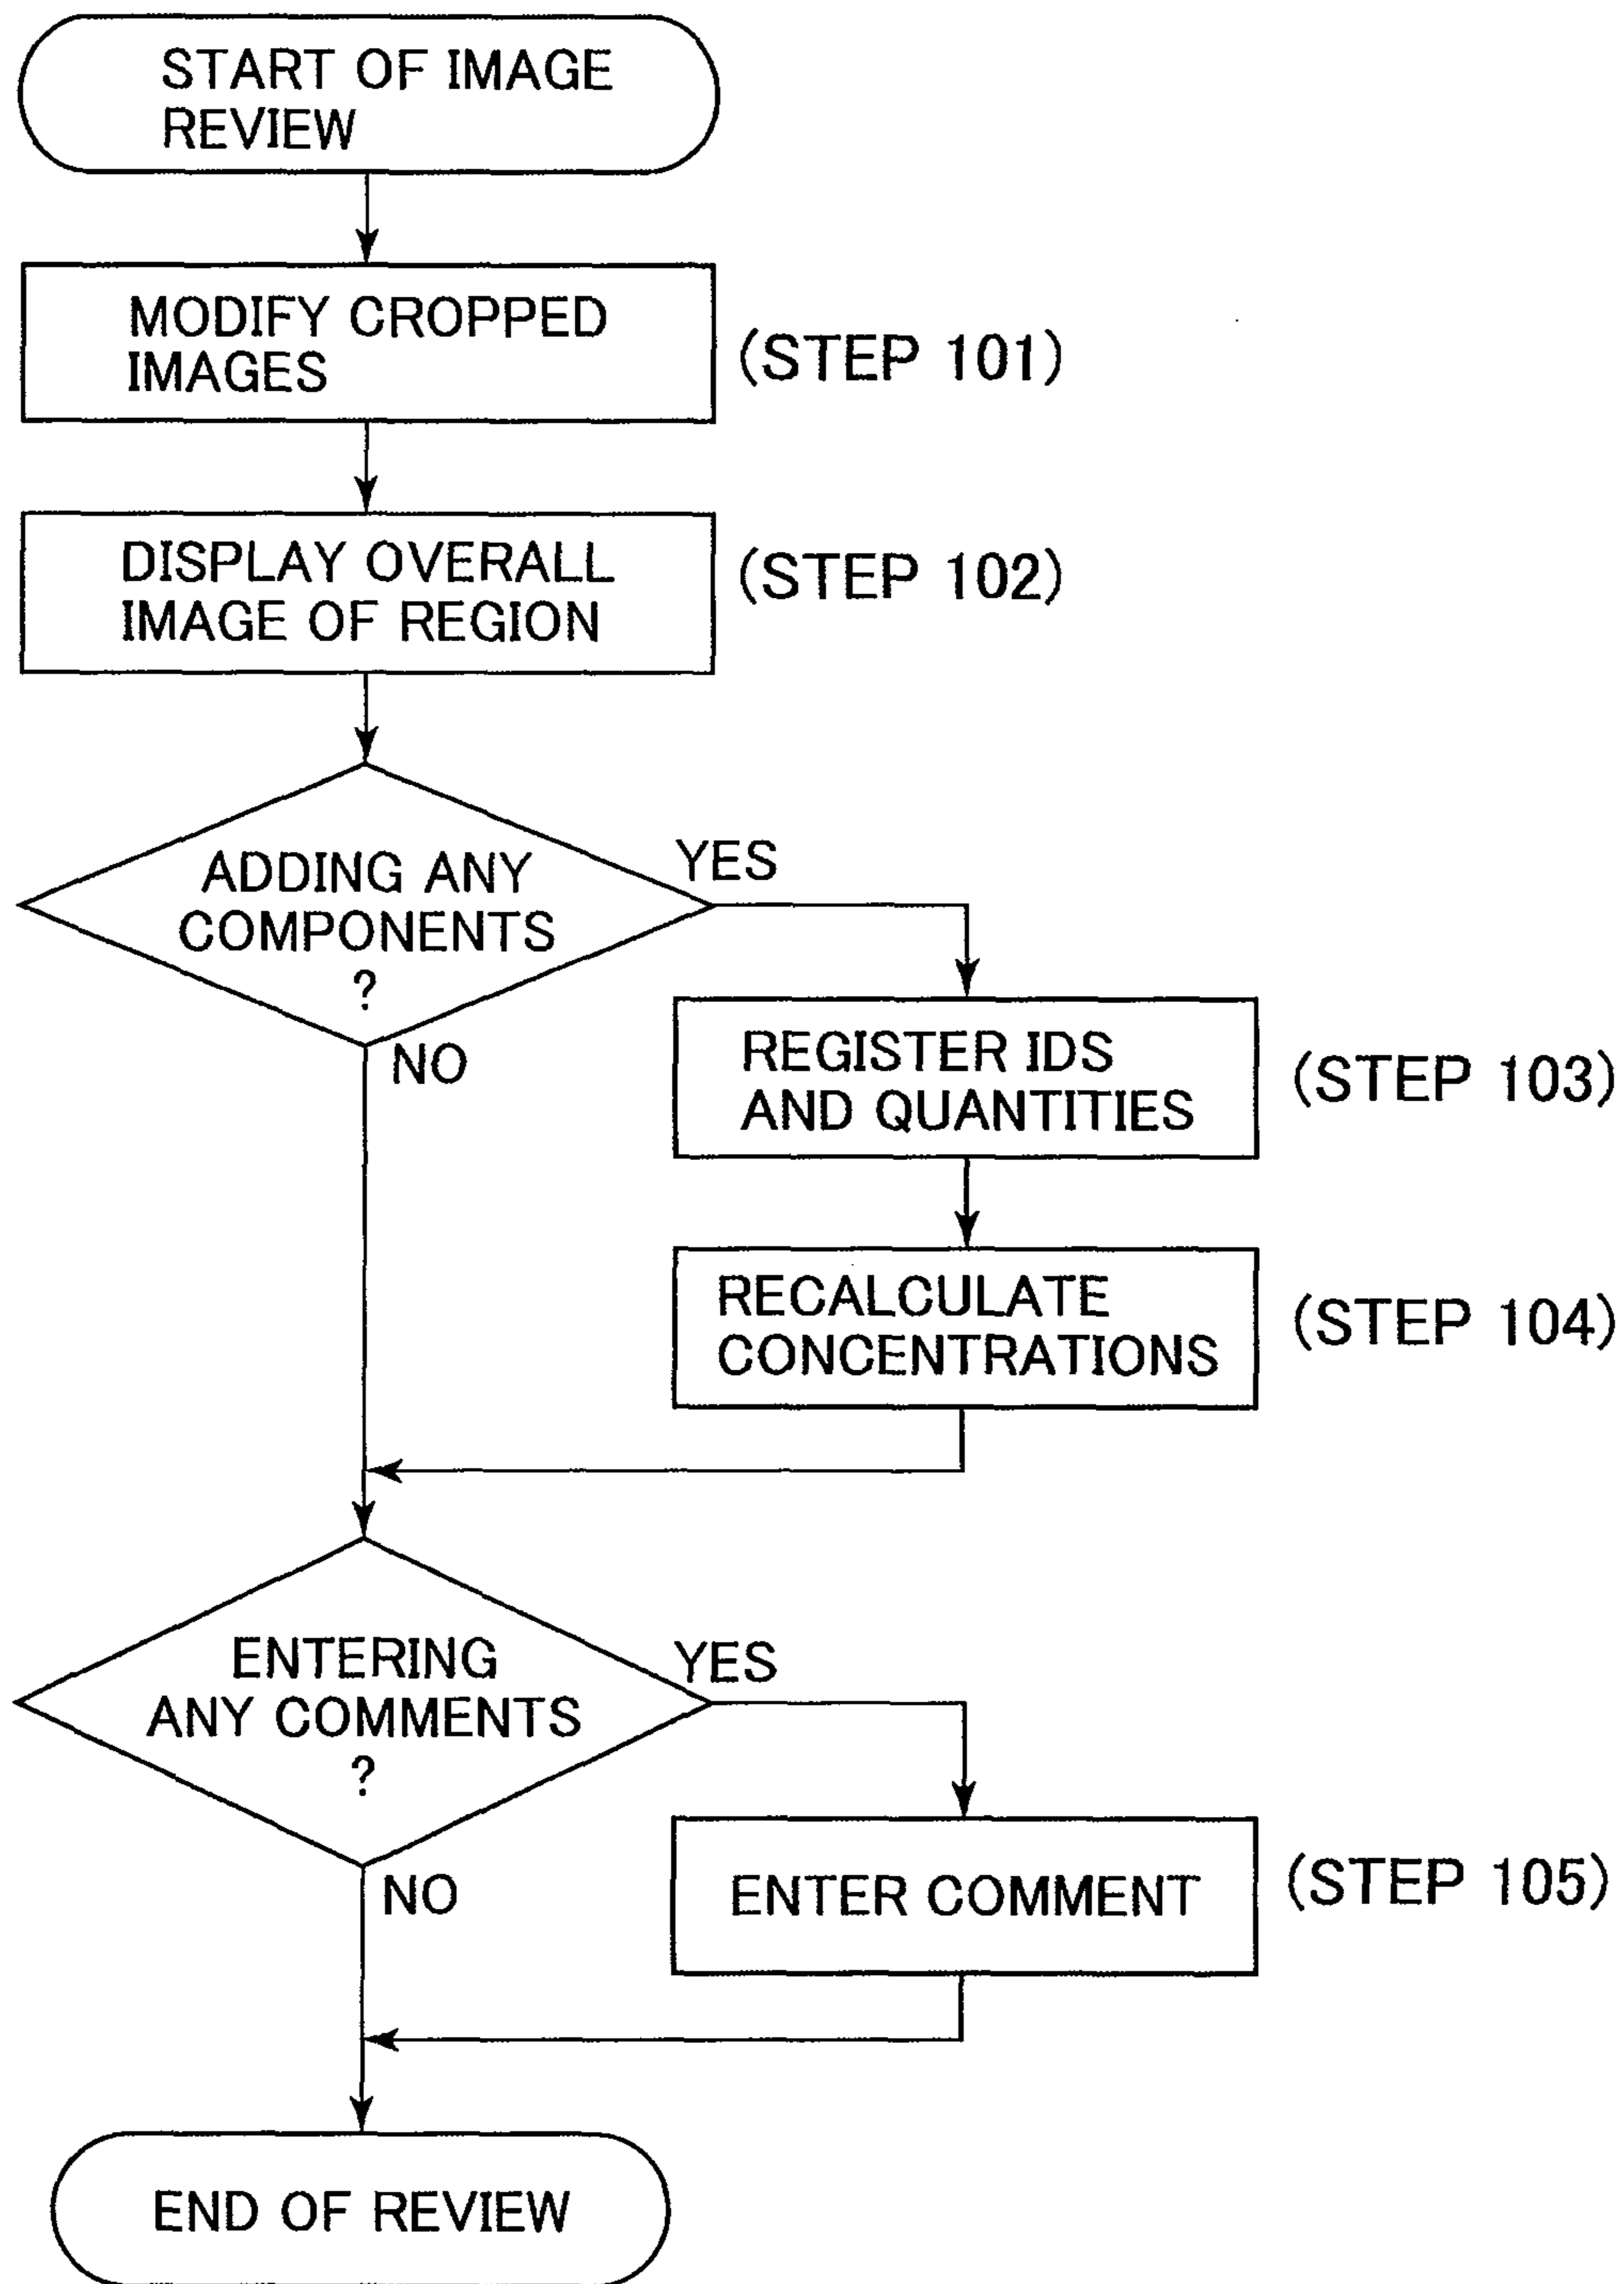 START OF IMAGE
REVIEW
MODIFY CROPPED
IMAGES
(STEP 101)
DISPLAY OVERALL
IMAGE OF REGION
(STEP 102)
ADDING ANY
COMPONENTS
?
YES
NO
REGISTER IDS
AND QUANTITIES
(STEP 103)
RECALCULATE
CONCENTRATIONS
(STEP 104)
ENTERING
ANY COMMENTS
?
YES
NO
ENTER COMMENT
(STEP 105)
END OF REVIEW